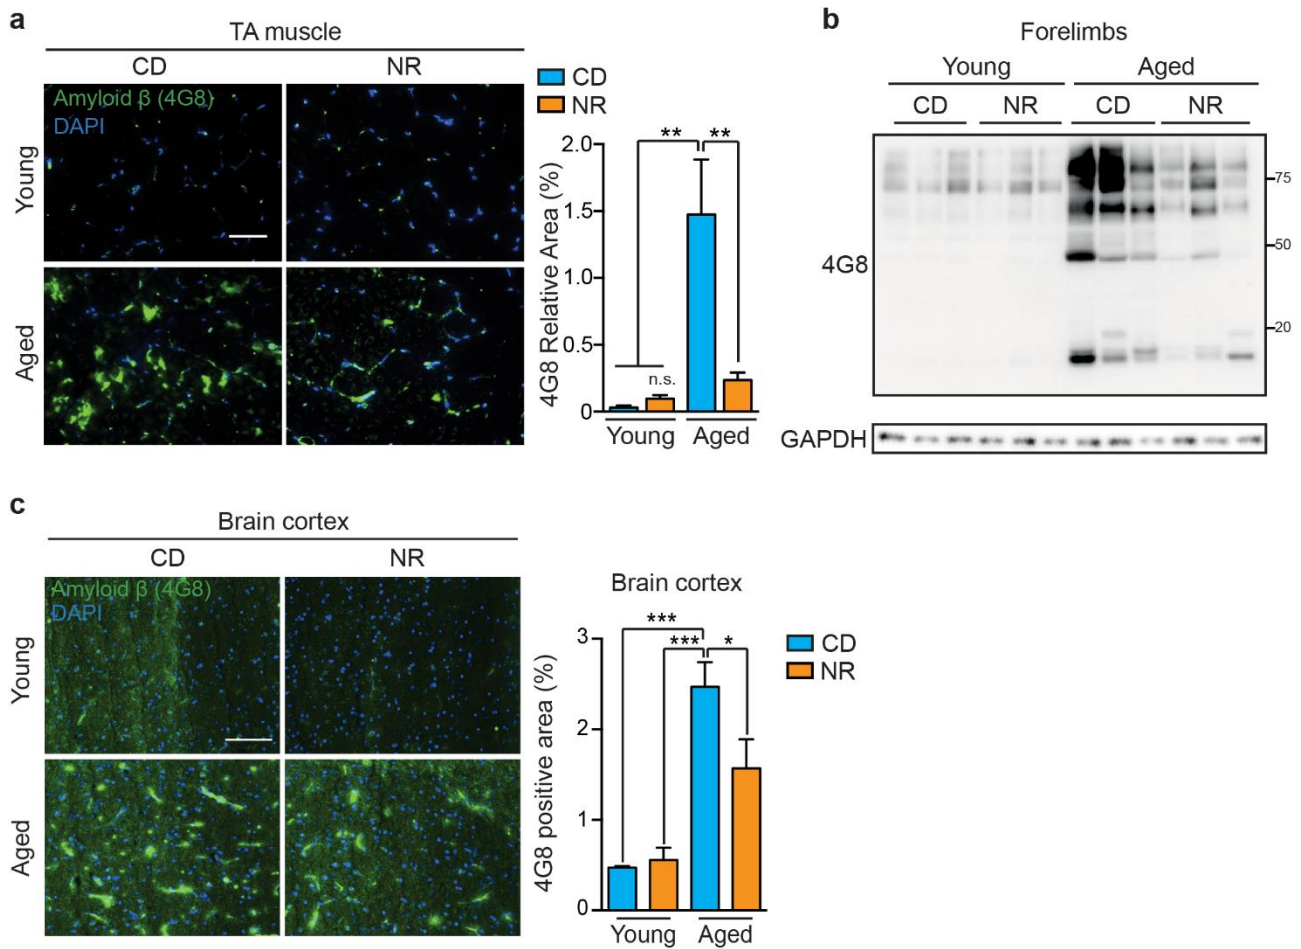 a
TA muscle
CD NR
Amyloid β (4G8)
DAPI
Young
Aged
CD
NR
4G8 Relative Area (%)
2.0
1.5
1.0
0.5
0
** **
n.s.
Young Aged
b
Forelimbs
Young Aged
CD NR CD NR
4G8
75
50
20
GAPDH
c
Brain cortex
CD NR
Amyloid β (4G8)
DAPI
Young
Aged
Brain cortex
4G8 positive area (%)
3
2
1
0
***
*** *
CD
NR
Young Aged